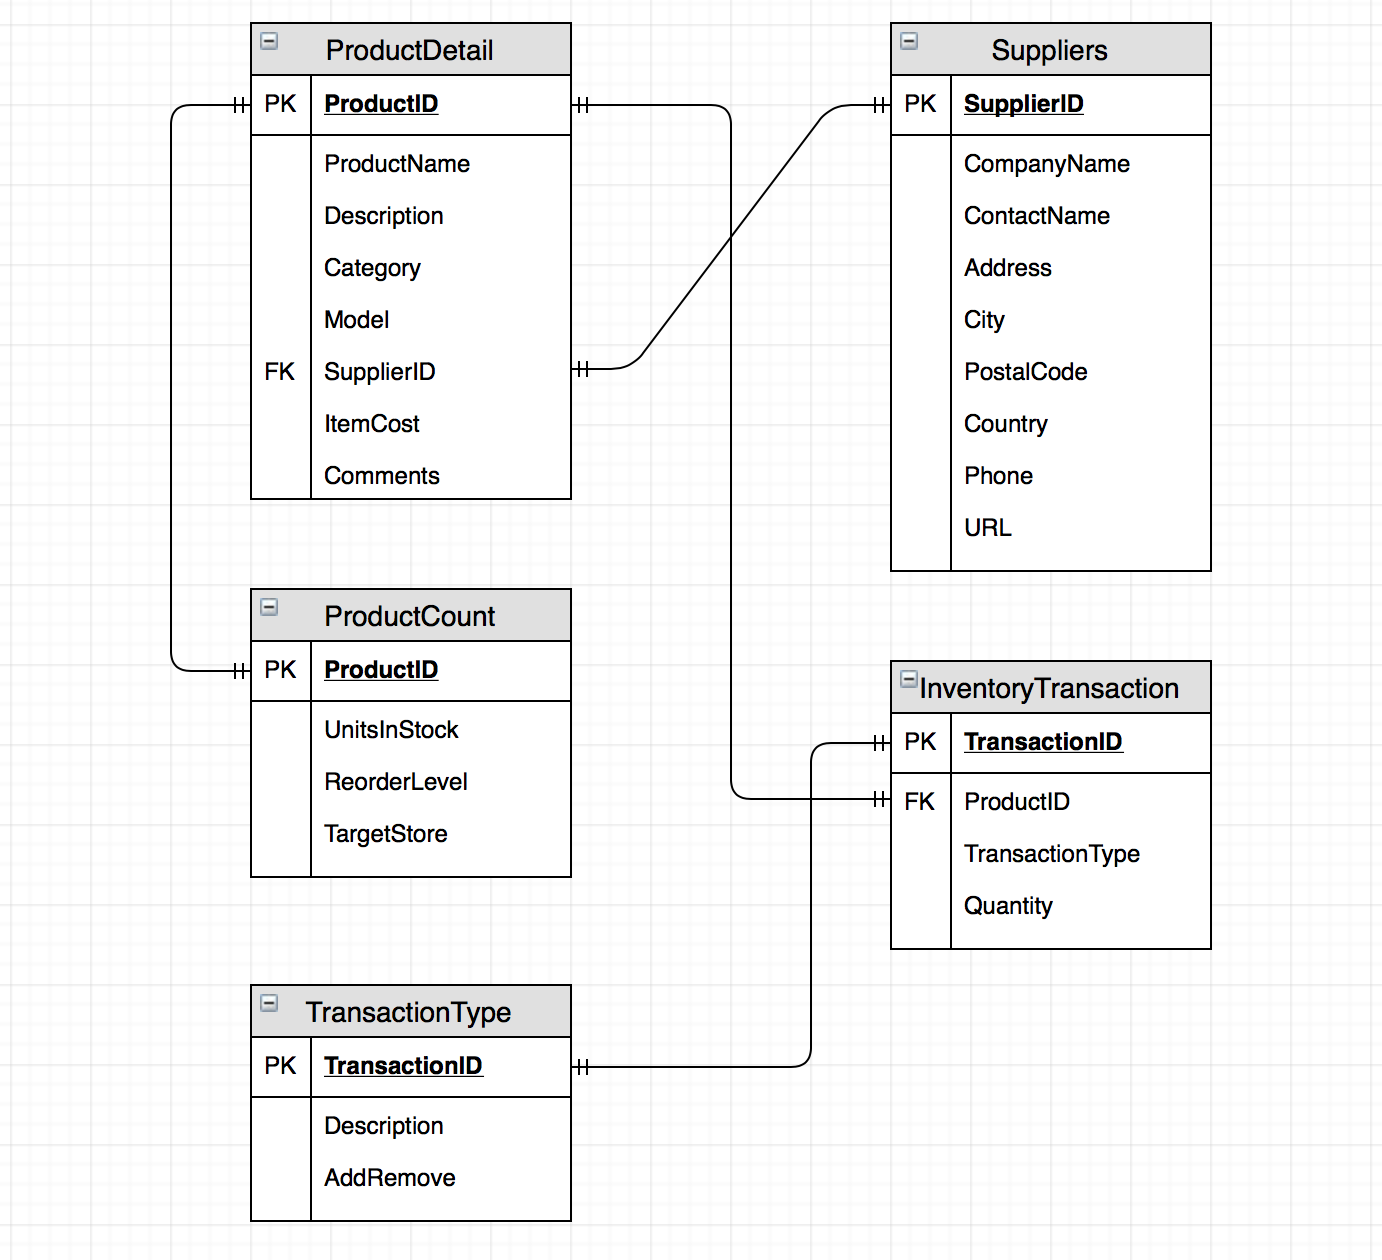 ProductDetail
PK ProductID
ProductName
Description
Category
Model
FK SupplierID
ItemCost
Comments
Suppliers
PK SupplierID
CompanyName
ContactName
Address
City
PostalCode
Country
Phone
URL
ProductCount
PK ProductID
UnitsInStock
ReorderLevel
TargetStore
InventoryTransaction
PK TransactionID
FK ProductID
TransactionType
Quantity
TransactionType
PK TransactionID
Description
AddRemove